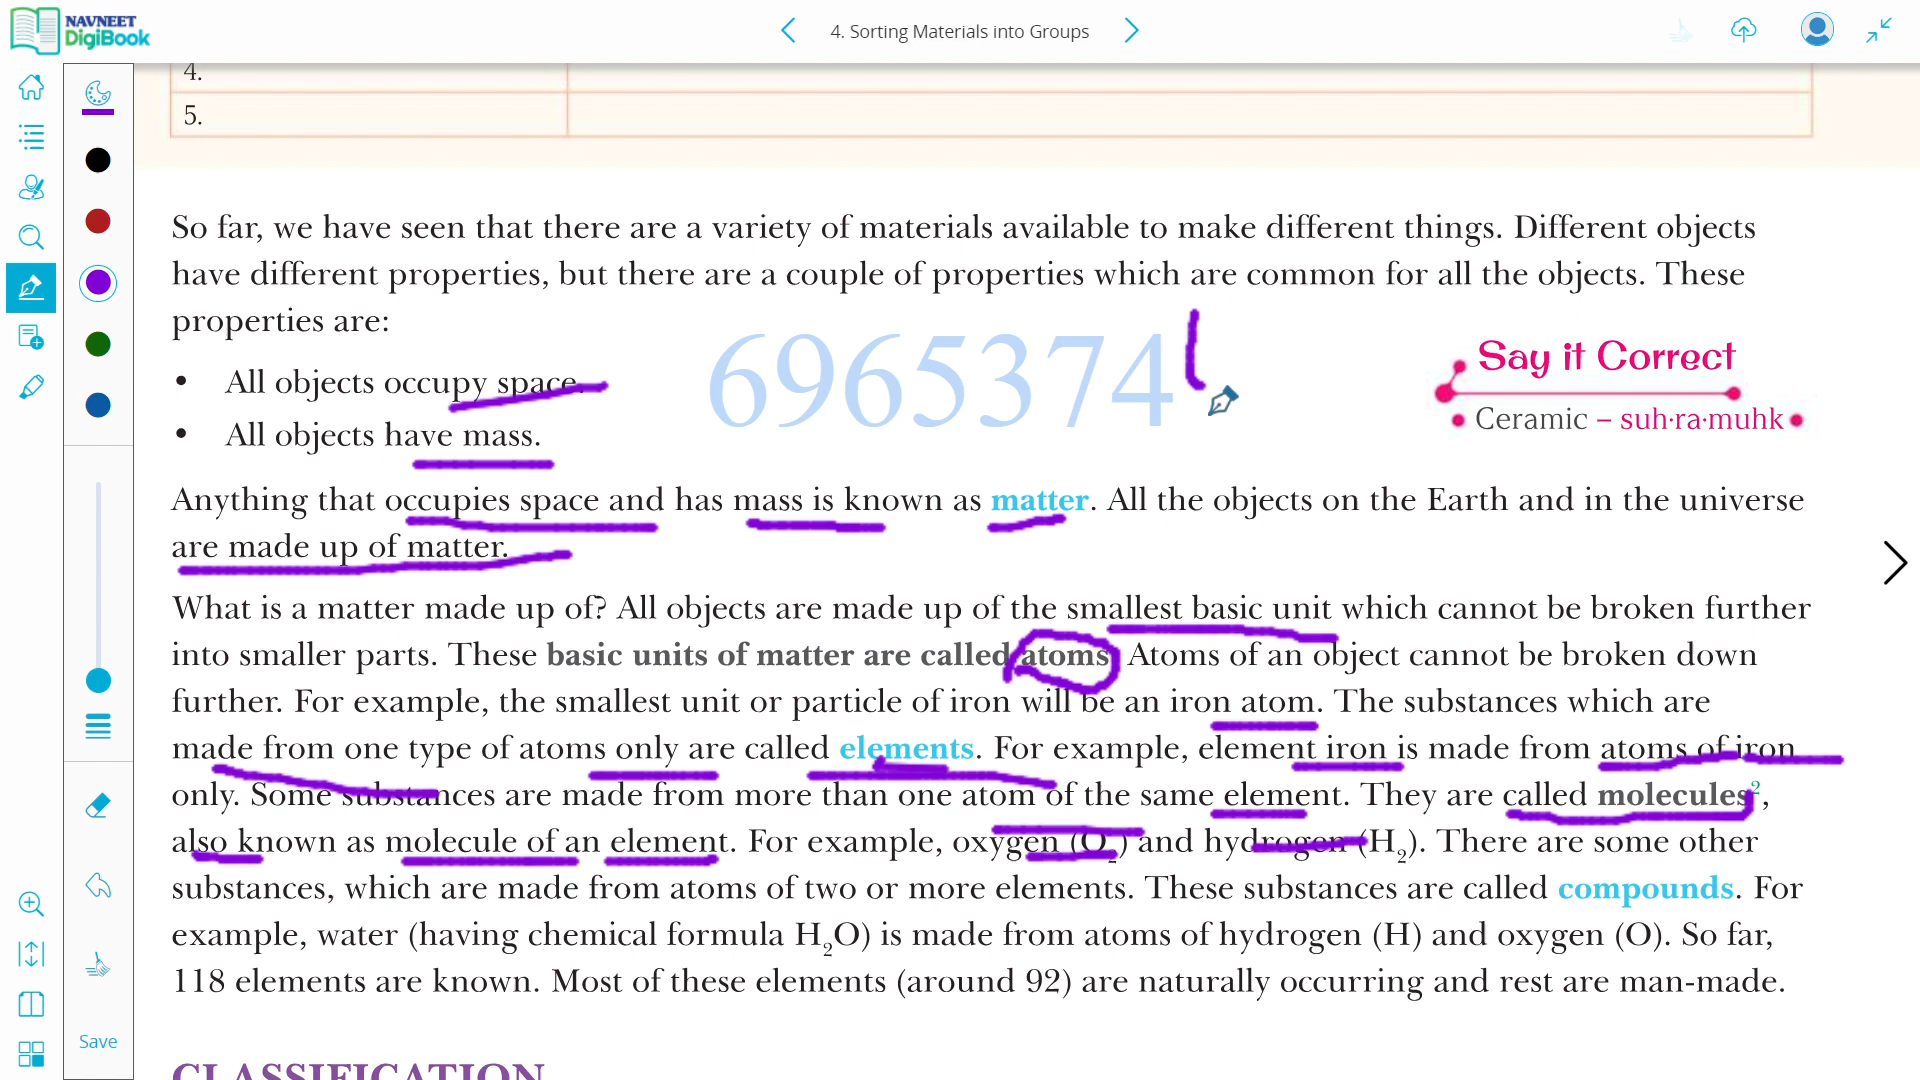 NAVNEET
DigiBook
4. Sorting Materials into Groups
4.
5.
So far, we have seen that there are a variety of materials available to make different things. Different objects
have different properties, but there are a couple of properties which are common for all the objects. These
properties are:
• All objects occupy space.
• All objects have mass.
6965374
Say it Correct
Ceramic – suh·ra·muhk
Anything that occupies space and has mass is known as matter. All the objects on the Earth and in the universe
are made up of matter.
What is a matter made up of? All objects are made up of the smallest basic unit which cannot be broken further
into smaller parts. These basic units of matter are called atoms. Atoms of an object cannot be broken down
further. For example, the smallest unit or particle of iron will be an iron atom. The substances which are
made from one type of atoms only are called elements. For example, element iron is made from atoms of iron
only. Some substances are made from more than one atom of the same element. They are called molecules², 
also known as molecule of an element. For example, oxygen (O₂) and hydrogen (H₂). There are some other
substances, which are made from atoms of two or more elements. These substances are called compounds. For
example, water (having chemical formula H₂O) is made from atoms of hydrogen (H) and oxygen (O). So far,
118 elements are known. Most of these elements (around 92) are naturally occurring and rest are man-made.
CLASSIFICATION
Save